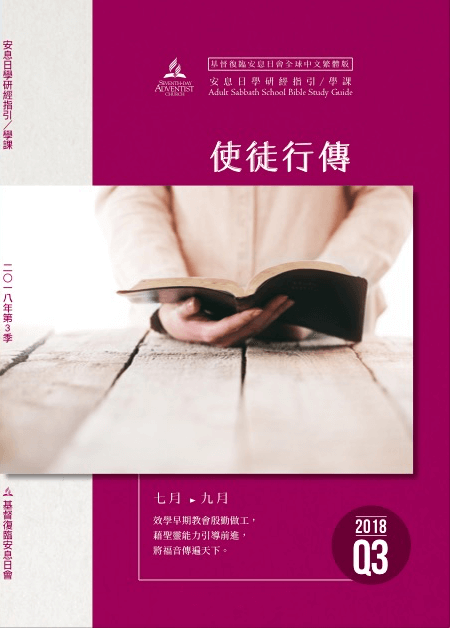 安息日學研經指引／學課
二〇一八年第3季
基督復臨安息日會
SEVENTH-DAY
ADVENTIST
CHURCHES
基督復臨安息日會全球中文繁體版
安息日學研經指引/學課
Adult Sabbath School Bible Study Guide
使徒行傳
七月 ▸ 九月
效學早期教會殷勤做工，
藉聖靈能力引導前進，
將福音傳遍天下。
2018
Q3